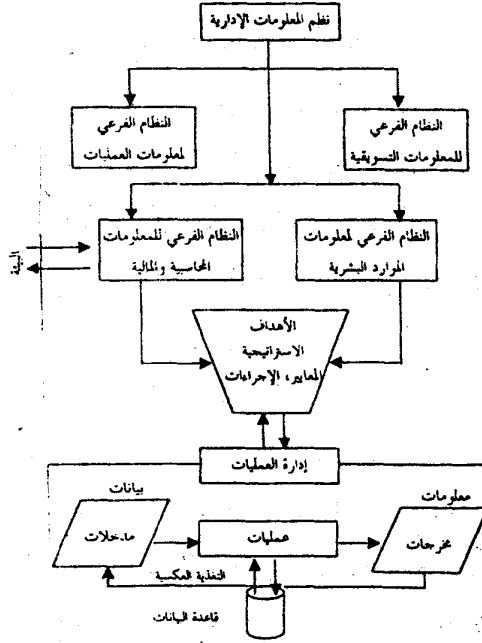 نظم المعلومات الإدارية
النظام الفرعي
للمعلومات التسويقية
النظام الفرعي
لمعلومات العمليات
النظام الفرعي لمعلومات
الموارد البشرية
النظام الفرعي للمعلومات
المحاسبية والمالية
البيئة
الأهداف
الاستراتيجية
المعايير، الإجراءات
إدارة العمليات
معلومات
بيانات
مخرجات
عمليات
مدخلات
التغذية العكسية
قاعدة البيانات